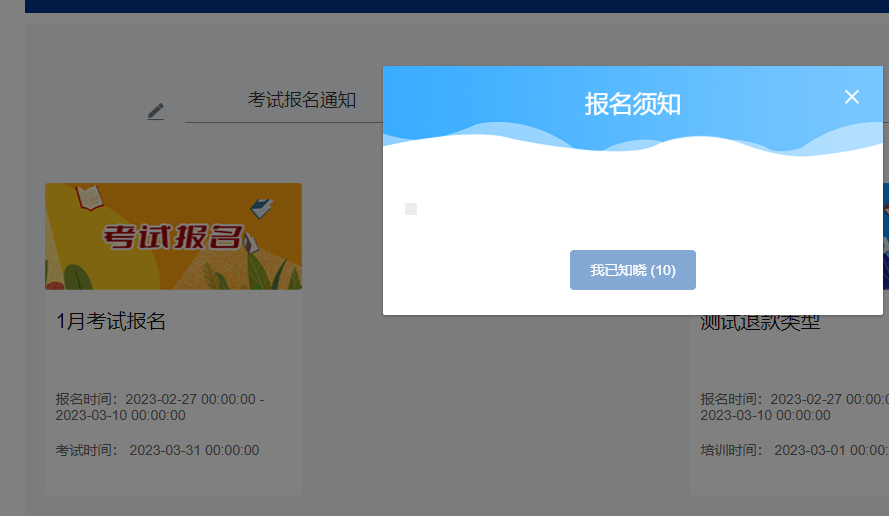 考试报名通知
报名须知
我已知晓 (10)
考试报名
1月考试报名
报名时间：2023-02-27 00:00:00 -
2023-03-10 00:00:00
考试时间： 2023-03-31 00:00:00
测试退款类型
报名时间：2023-02-27 00:00:0
2023-03-10 00:00:00
培训时间： 2023-03-01 00:00: